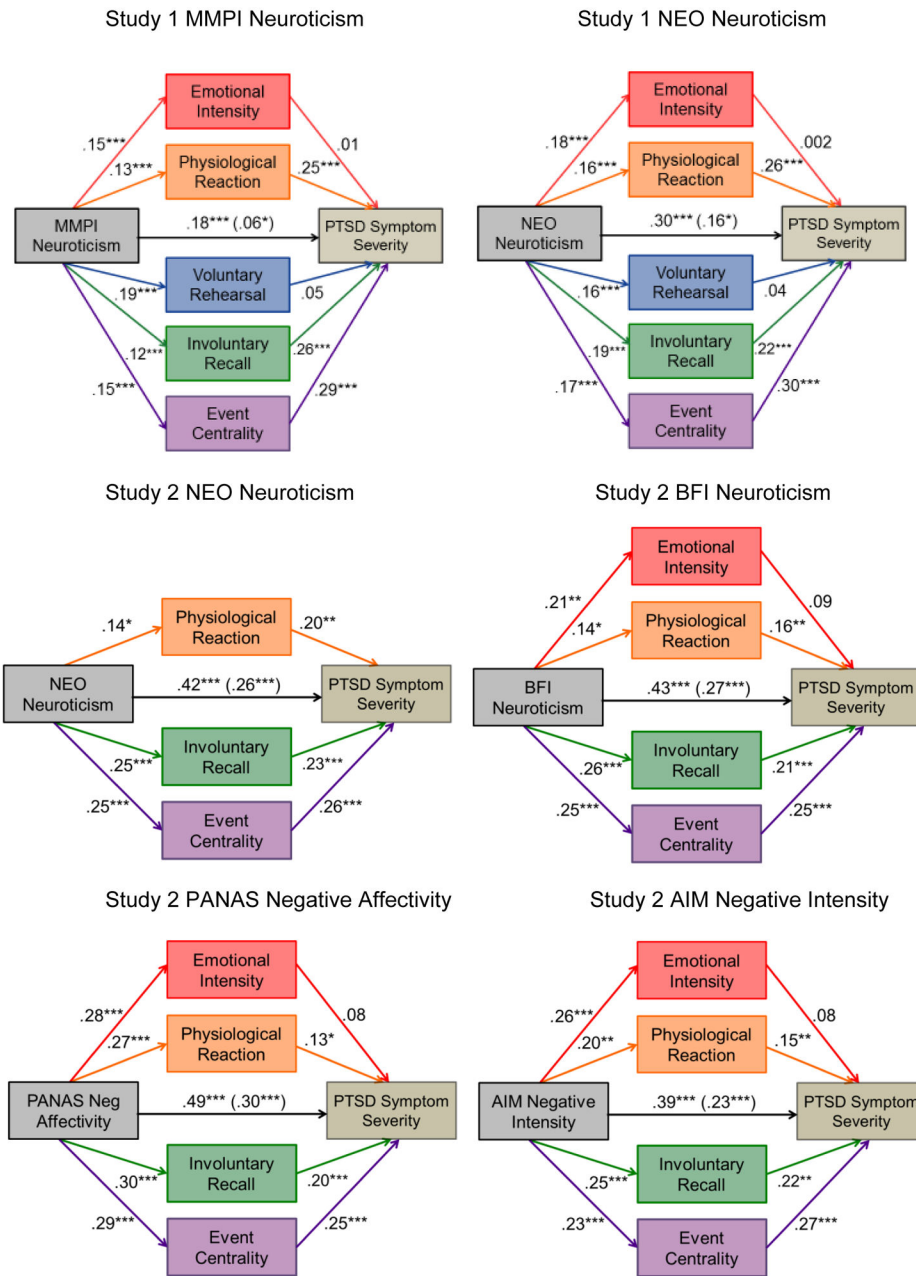 Study 1 MMPI Neuroticism
Emotional
Intensity
.15***
.01
.13***
Physiological
Reaction
.25***
MMPI
Neuroticism
.18*** (.06*)
PTSD Symptom
Severity
.19***
Voluntary
Rehearsal
.05
.12***
Involuntary
Recall
.26***
.15***
Event
Centrality
.29***
Study 1 NEO Neuroticism
Emotional
Intensity
.18***
.002
.16***
Physiological
Reaction
.26***
NEO
Neuroticism
.30*** (.16*)
PTSD Symptom
Severity
.16***
Voluntary
Rehearsal
.04
.19***
Involuntary
Recall
.22***
.17***
Event
Centrality
.30***
Study 2 NEO Neuroticism
.14*
Physiological
Reaction
.20**
NEO
Neuroticism
.42*** (.26***)
PTSD Symptom
Severity
.25***
Involuntary
Recall
.23***
.25***
Event
Centrality
.26***
Study 2 BFI Neuroticism
Emotional
Intensity
.21**
.09
.14*
Physiological
Reaction
.16**
BFI
Neuroticism
.43*** (.27***)
PTSD Symptom
Severity
.26***
Involuntary
Recall
.21***
.25***
Event
Centrality
.25***
Study 2 PANAS Negative Affectivity
Emotional
Intensity
.28***
.08
.27***
Physiological
Reaction
.13*
PANAS Neg
Affectivity
.49*** (.30***)
PTSD Symptom
Severity
.30***
Involuntary
Recall
.20***
.29***
Event
Centrality
.25***
Study 2 AIM Negative Intensity
Emotional
Intensity
.26***
.08
.20**
Physiological
Reaction
.15**
AIM Negative
Intensity
.39*** (.23***)
PTSD Symptom
Severity
.25***
Involuntary
Recall
.22**
.23***
Event
Centrality
.27***